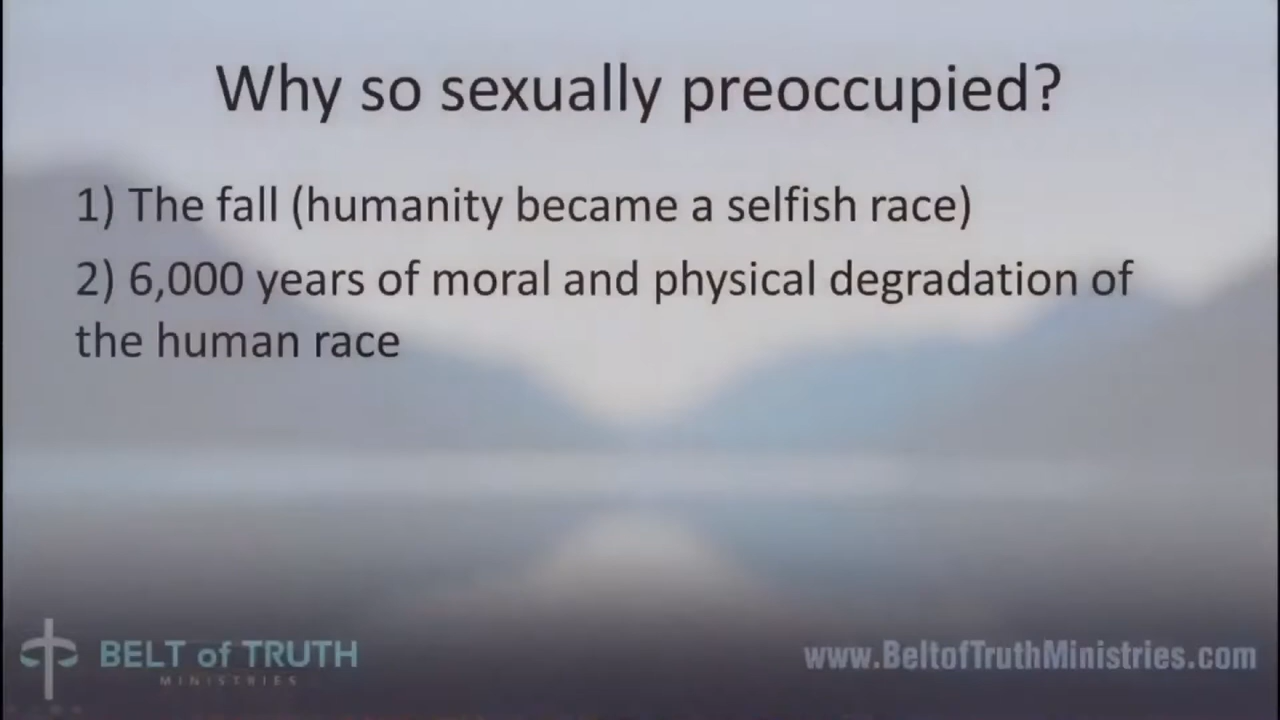 Why so sexually preoccupied?
1) The fall (humanity became a selfish race)
2) 6,000 years of moral and physical degradation of
the human race
BELT of TRUTH
MINISTRIES
www.BeltofTruthMinistries.com